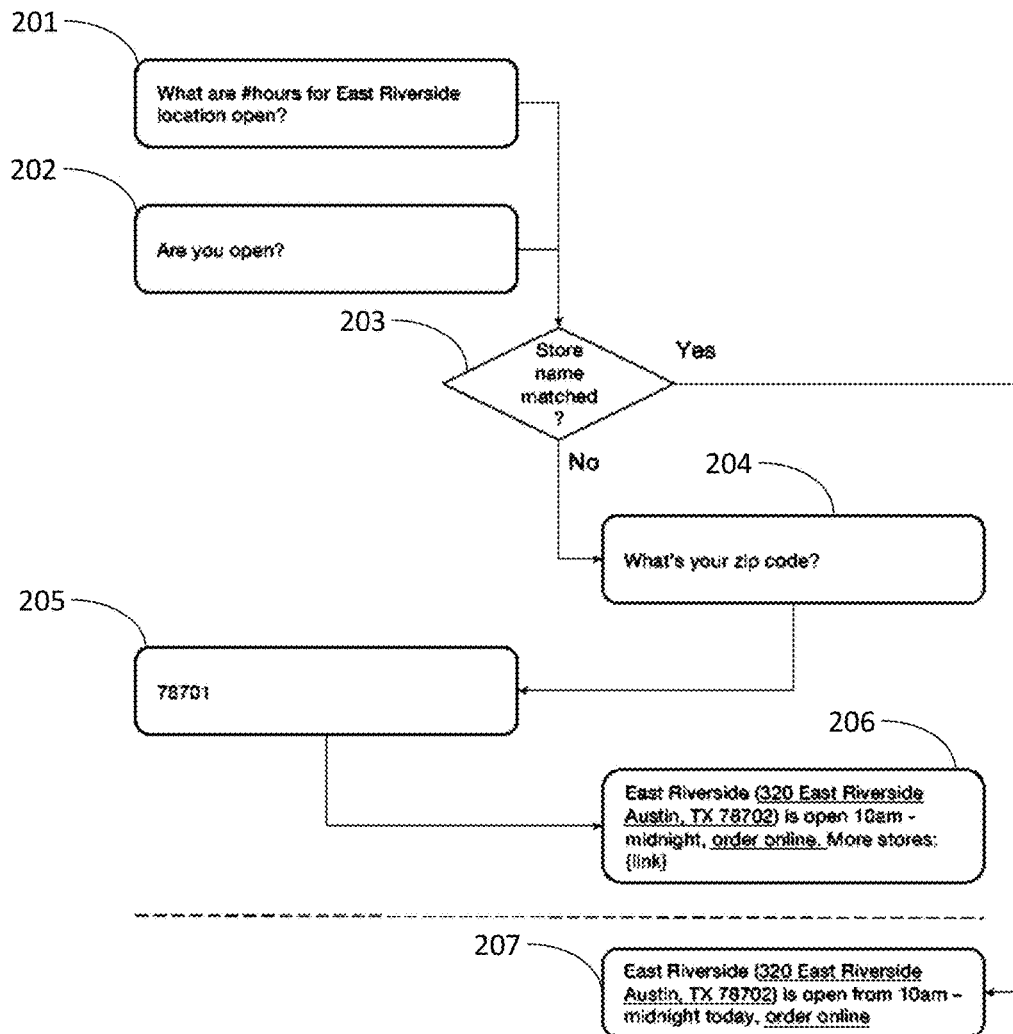 201
What are #hours for East Riverside
location open?
202
Are you open?
203
Store
name
matched
?
Yes
No
204
What's your zip code?
205
78701
206
East Riverside (320 East Riverside
Austin, TX 78702) is open 10am -
midnight, order online. More stores:
{link}
207
East Riverside (320 East Riverside
Austin, TX 78702) is open from 10am -
midnight today, order online